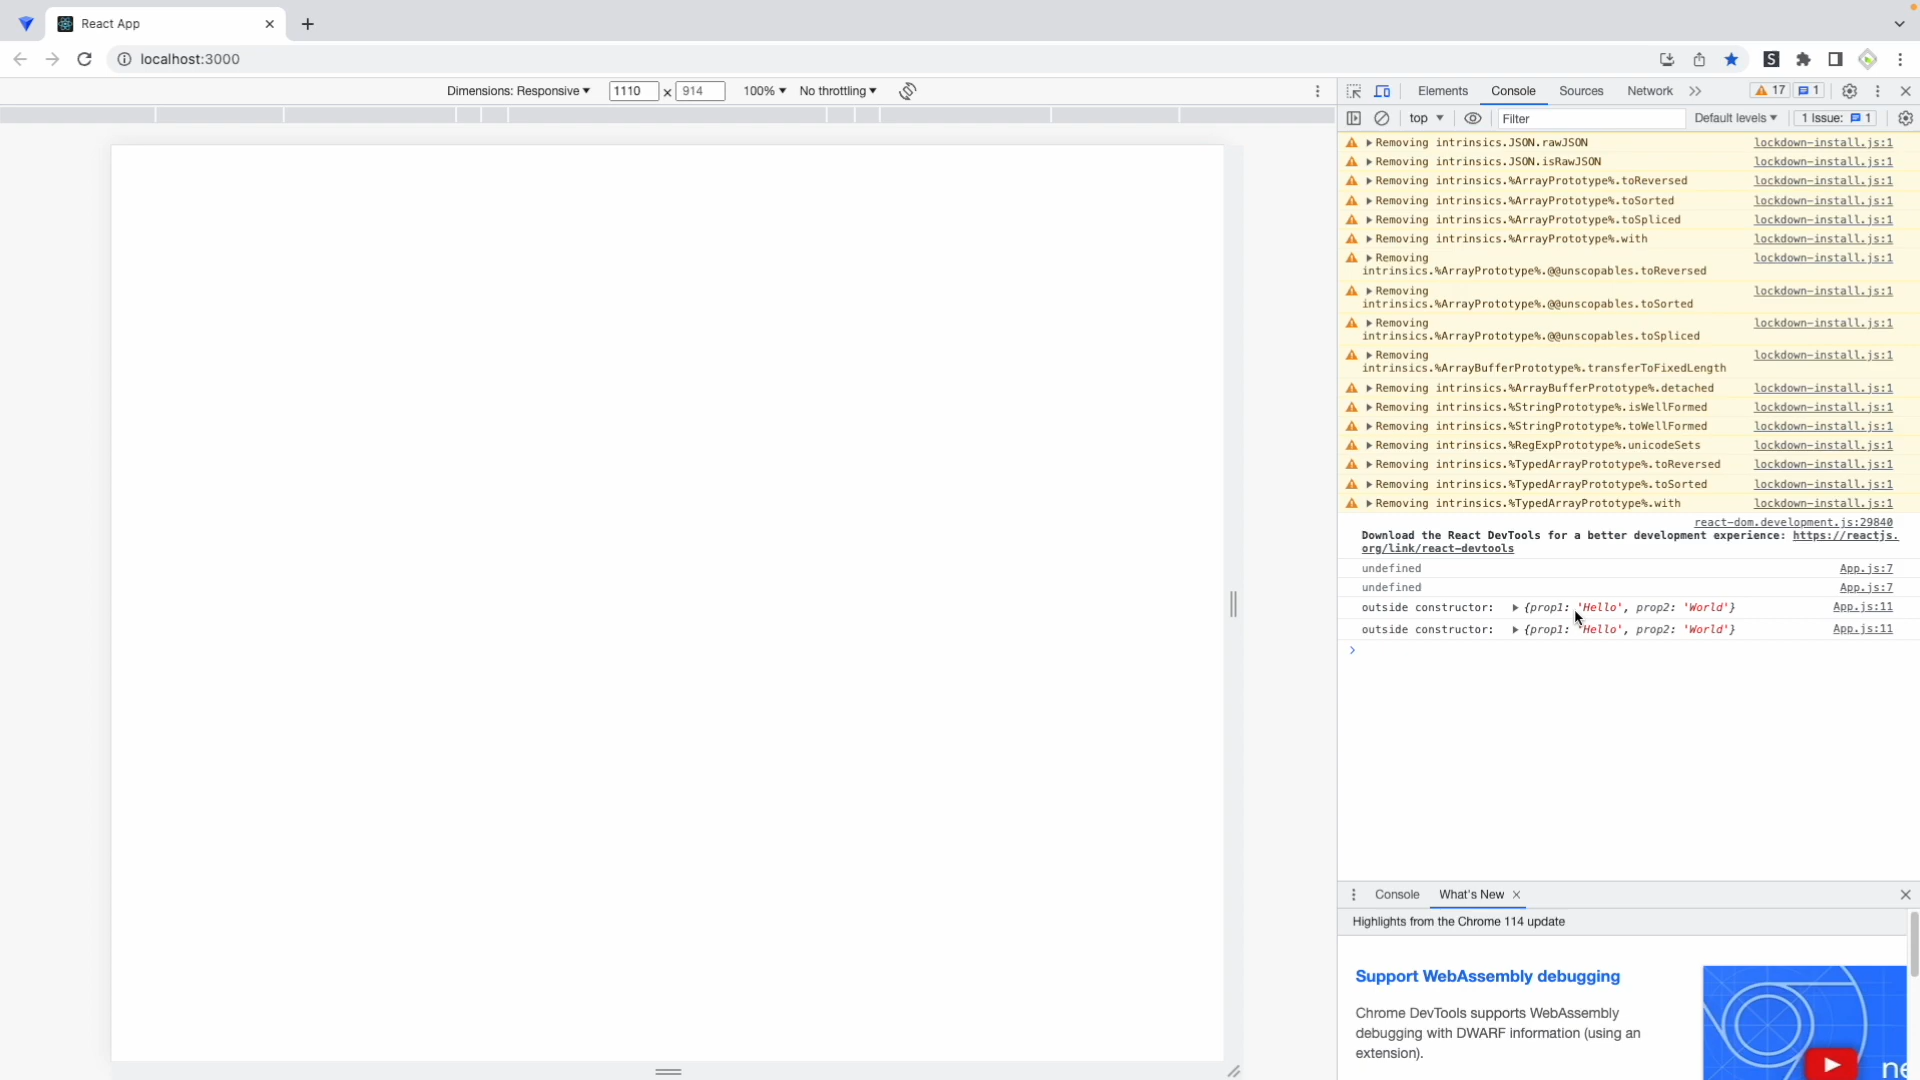 React App
localhost:3000
Dimensions: Responsive 1110 x 914 100% No throttling
Elements Console Sources Network 17 1
top Filter Default levels 1 Issue: 1
Removing intrinsics.JSON.rawJSON lockdown-install.js:1
Removing intrinsics.JSON.isRawJSON lockdown-install.js:1
Removing intrinsics.%ArrayPrototype%.toReversed lockdown-install.js:1
Removing intrinsics.%ArrayPrototype%.toSorted lockdown-install.js:1
Removing intrinsics.%ArrayPrototype%.toSpliced lockdown-install.js:1
Removing intrinsics.%ArrayPrototype%.with lockdown-install.js:1
Removing lockdown-install.js:1
intrinsics.%ArrayPrototype%.@@unscopables.toReversed
Removing lockdown-install.js:1
intrinsics.%ArrayPrototype%.@@unscopables.toSorted
Removing lockdown-install.js:1
intrinsics.%ArrayPrototype%.@@unscopables.toSpliced
Removing lockdown-install.js:1
intrinsics.%ArrayBufferPrototype%.transferToFixedLength
Removing intrinsics.%ArrayBufferPrototype%.detached lockdown-install.js:1
Removing intrinsics.%StringPrototype%.isWellFormed lockdown-install.js:1
Removing intrinsics.%StringPrototype%.toWellFormed lockdown-install.js:1
Removing intrinsics.%RegExpPrototype%.unicodeSets lockdown-install.js:1
Removing intrinsics.%TypedArrayPrototype%.toReversed lockdown-install.js:1
Removing intrinsics.%TypedArrayPrototype%.toSorted lockdown-install.js:1
Removing intrinsics.%TypedArrayPrototype%.with lockdown-install.js:1
react-dom.development.js:29840
Download the React DevTools for a better development experience: https://reactjs.
org/link/react-devtools
undefined App.js:7
undefined App.js:7
outside constructor: {prop1: 'Hello', prop2: 'World'} App.js:11
outside constructor: {prop1: 'Hello', prop2: 'World'} App.js:11
Console What's New
Highlights from the Chrome 114 update
Support WebAssembly debugging
Chrome DevTools supports WebAssembly
debugging with DWARF information (using an
extension).
ne